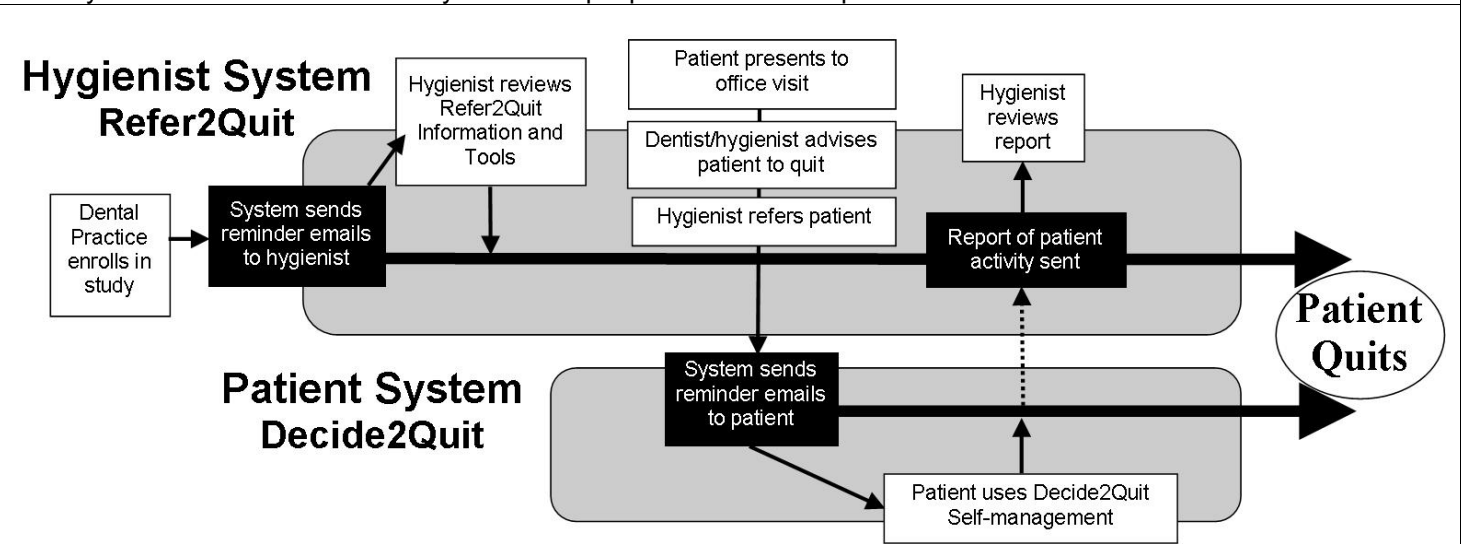 Hygienist System
Refer2Quit
Dental
Practice
enrolls in
study
System sends
reminder emails
to hygienist
Hygienist reviews
Refer2Quit
Information and
Tools
Patient presents to
office visit
Dentist/hygienist advises
patient to quit
Hygienist refers patient
Hygienist
reviews
report
Report of patient
activity sent
Patient
Quits
Patient System
Decide2Quit
System sends
reminder emails
to patient
Patient uses Decide2Quit
Self-management